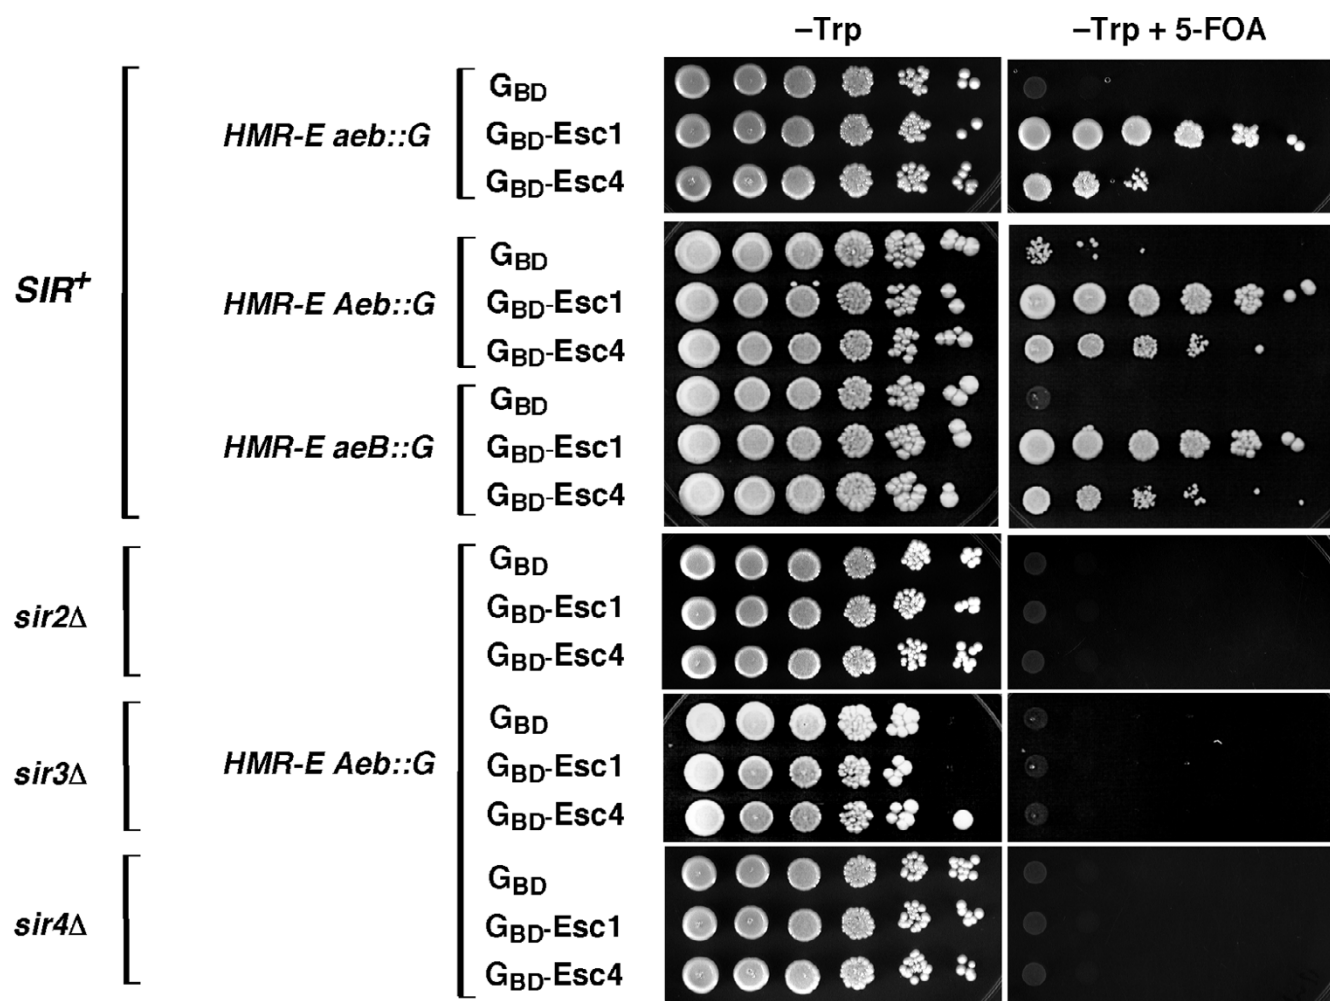 –Trp –Trp + 5-FOA
SIR+
HMR-E aeb::G
GBD
GBD-Esc1
GBD-Esc4
HMR-E Aeb::G
GBD
GBD-Esc1
GBD-Esc4
HMR-E aeB::G
GBD
GBD-Esc1
GBD-Esc4
sir2Δ
GBD
GBD-Esc1
GBD-Esc4
sir3Δ
HMR-E Aeb::G
GBD
GBD-Esc1
GBD-Esc4
sir4Δ
GBD
GBD-Esc1
GBD-Esc4